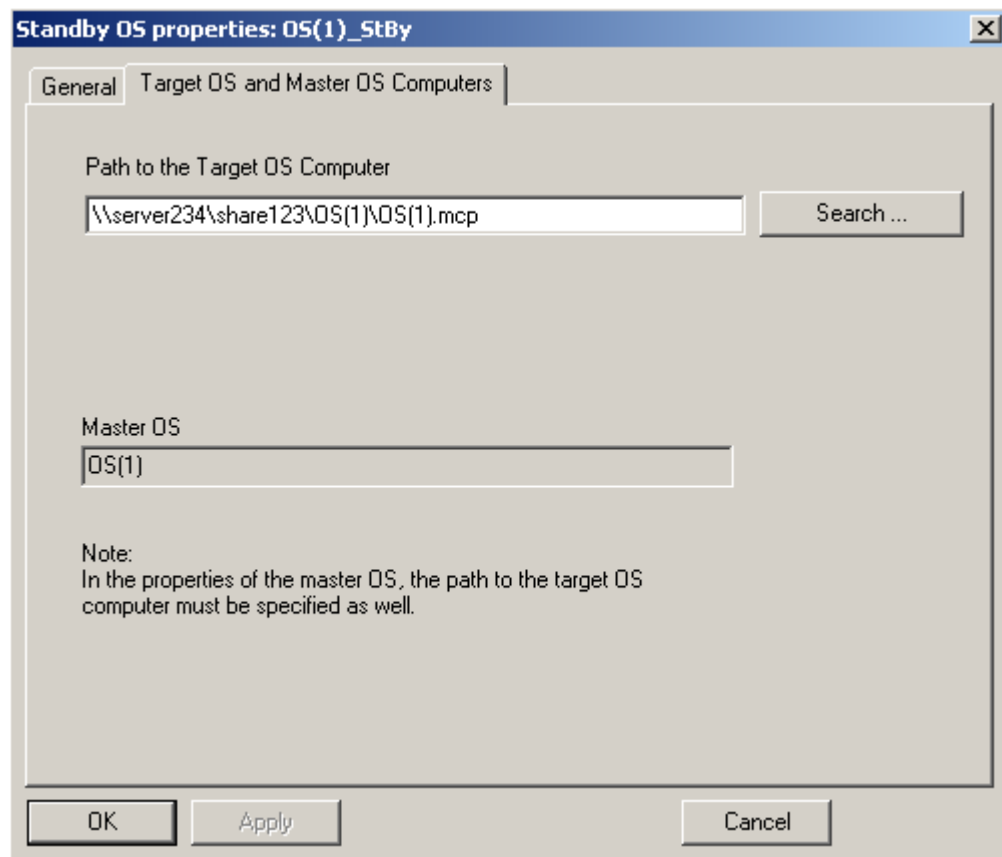 Standby OS properties: OS(1)_StBy
General
Target OS and Master OS Computers
Path to the Target OS Computer
\\server234\share123\OS(1)\OS(1).mcp
Search ...
Master OS
OS(1)
Note:
In the properties of the master OS, the path to the target OS
computer must be specified as well.
OK
Apply
Cancel